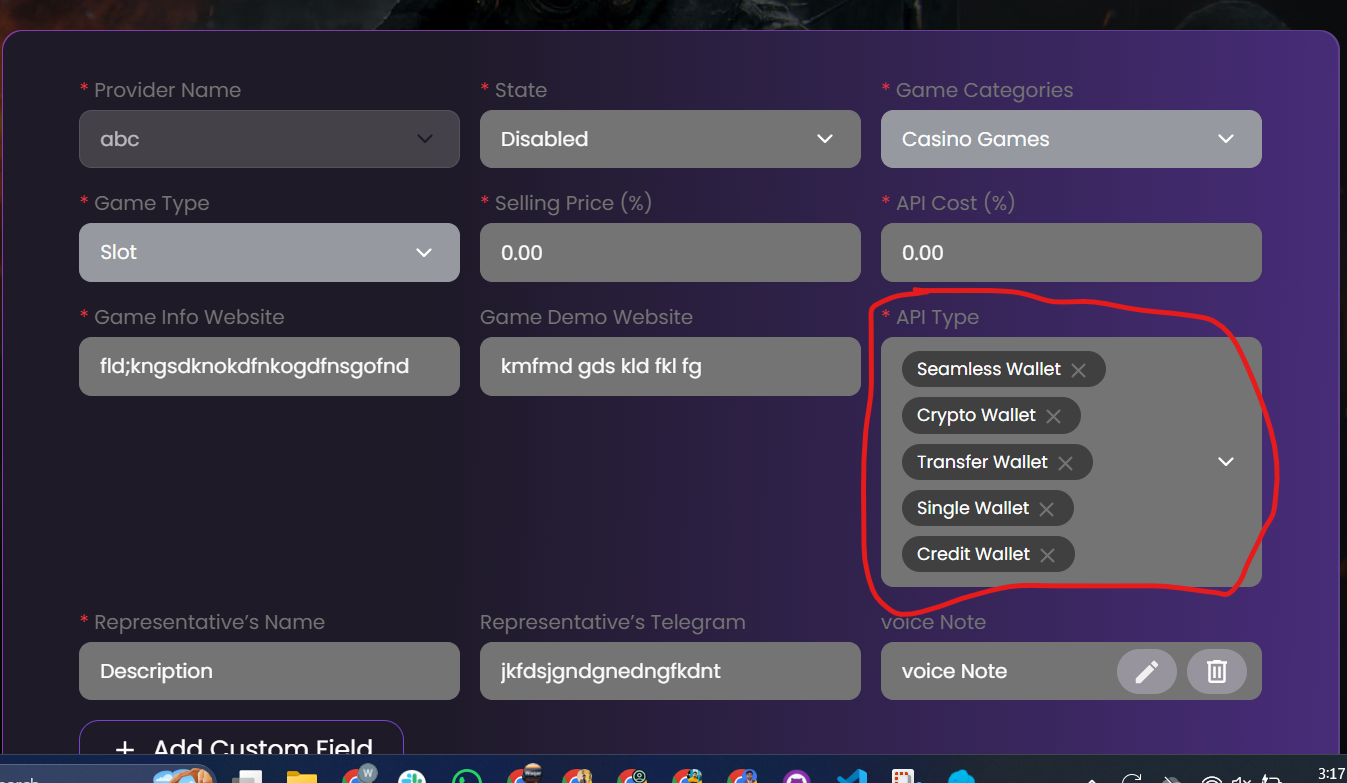 * Provider Name
* State
* Game Categories
abc
Disabled
Casino Games
* Game Type
* Selling Price (%)
* API Cost (%)
Slot
0.00
0.00
* Game Info Website
Game Demo Website
* API Type
fld;kngsdknokdfnkogdfnsgofnd
kmfmd gds kld fkl fg
Seamless Wallet
Crypto Wallet
Transfer Wallet
Single Wallet
Credit Wallet
* Representative's Name
Representative's Telegram
voice Note
Description
jkfdsjgndgnedngfkdnt
voice Note
+ Add Custom Field
W
3:17